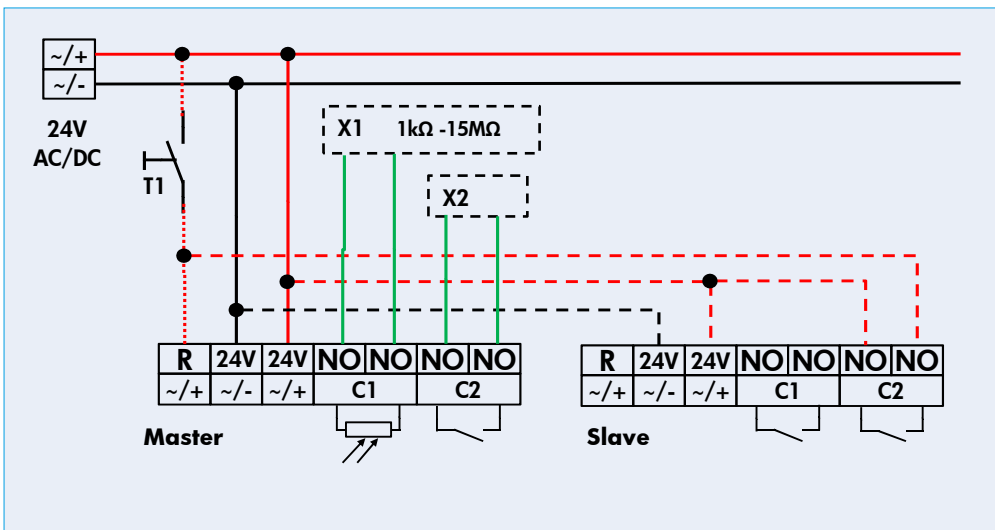 ~/+
~/-
24V
AC/DC
T1
X1 1kΩ -15MΩ
X2
R 24V 24V NO NO NO NO
~/+ ~/- ~/+ C1 C2
Master
R 24V 24V NO NO NO NO
~/+ ~/- ~/+ C1 C2
Slave